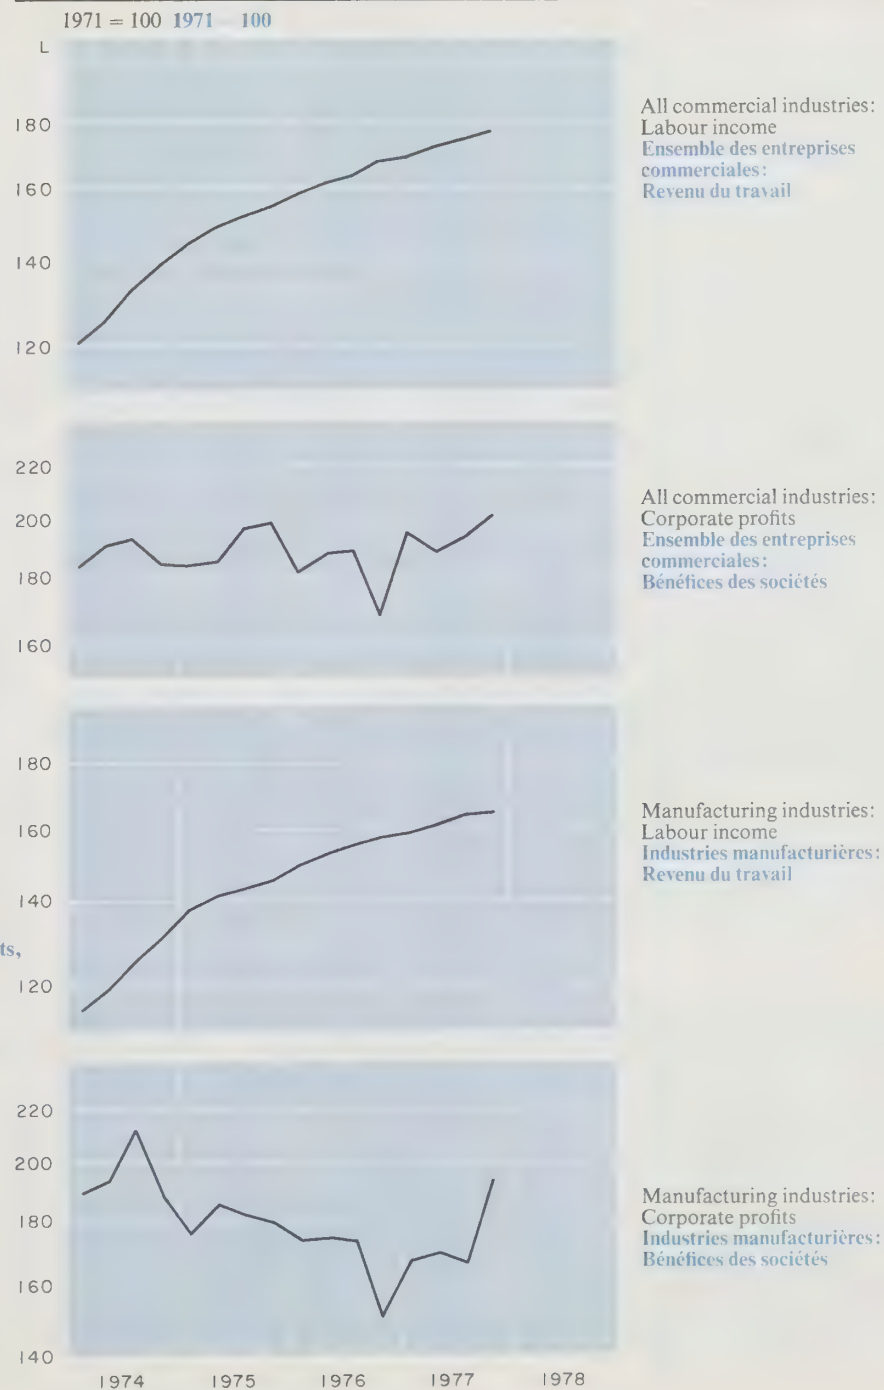 1971 = 100 1971 100
L
180
160
140
120
All commercial industries:
Labour income
Ensemble des entreprises
commerciales:
Revenu du travail
220
200
180
160
All commercial industries:
Corporate profits
Ensemble des entreprises
commerciales:
Bénéfices des sociétés
180
160
140
120
ts,
Manufacturing industries:
Labour income
Industries manufacturières:
Revenu du travail
220
200
180
160
140
Manufacturing industries:
Corporate profits
Industries manufacturières:
Bénéfices des sociétés
1974 1975 1976 1977 1978